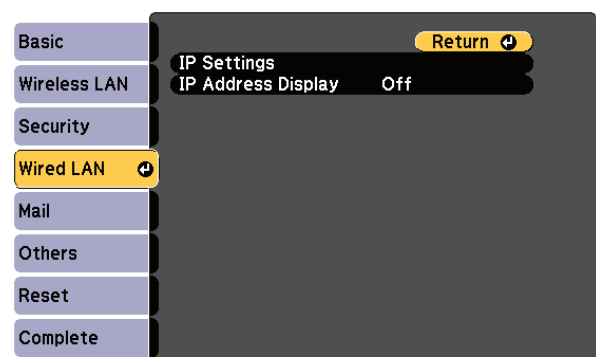 Basic
Wireless LAN
Security
Wired LAN
Mail
Others
Reset
Complete
Return
IP Settings
IP Address Display Off